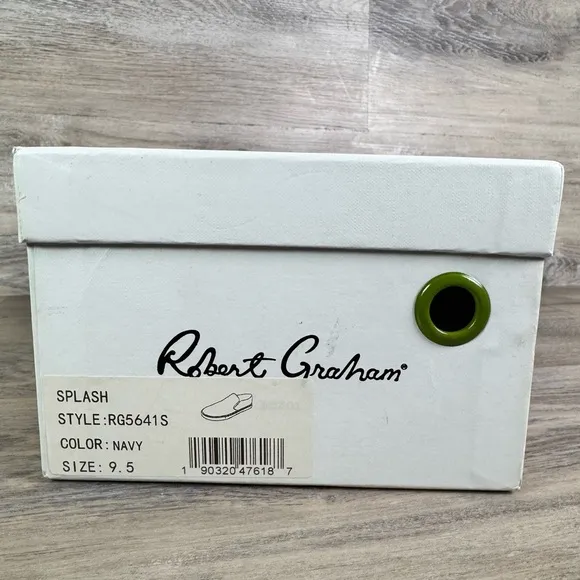 Robert Graham®
SPLASH
STYLE:RG5641S
COLOR: NAVY
SIZE: 9.5
1 90320 47618 7